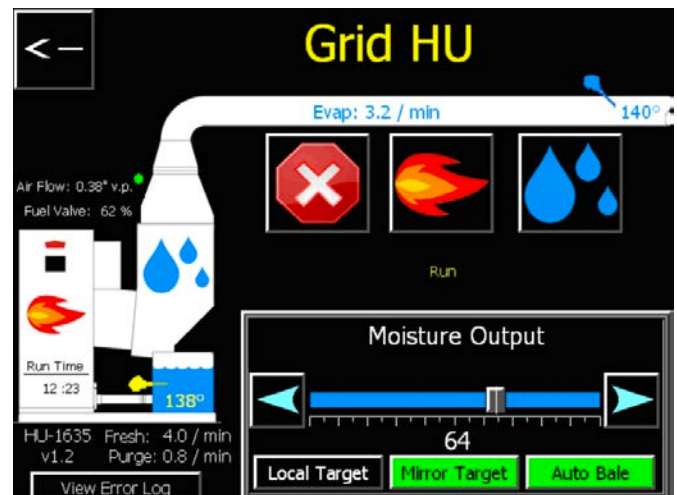 <—
Grid HU
Evap: 3.2 / min
140°
Air Flow: 0.38" v.p.
Fuel Valve: 62 %
Run
Run Time
12 :23
138°
HU-1635
v1.2
Fresh: 4.0 / min
Purge: 0.8 / min
View Error Log
Moisture Output
64
Local Target
Mirror Target
Auto Bale